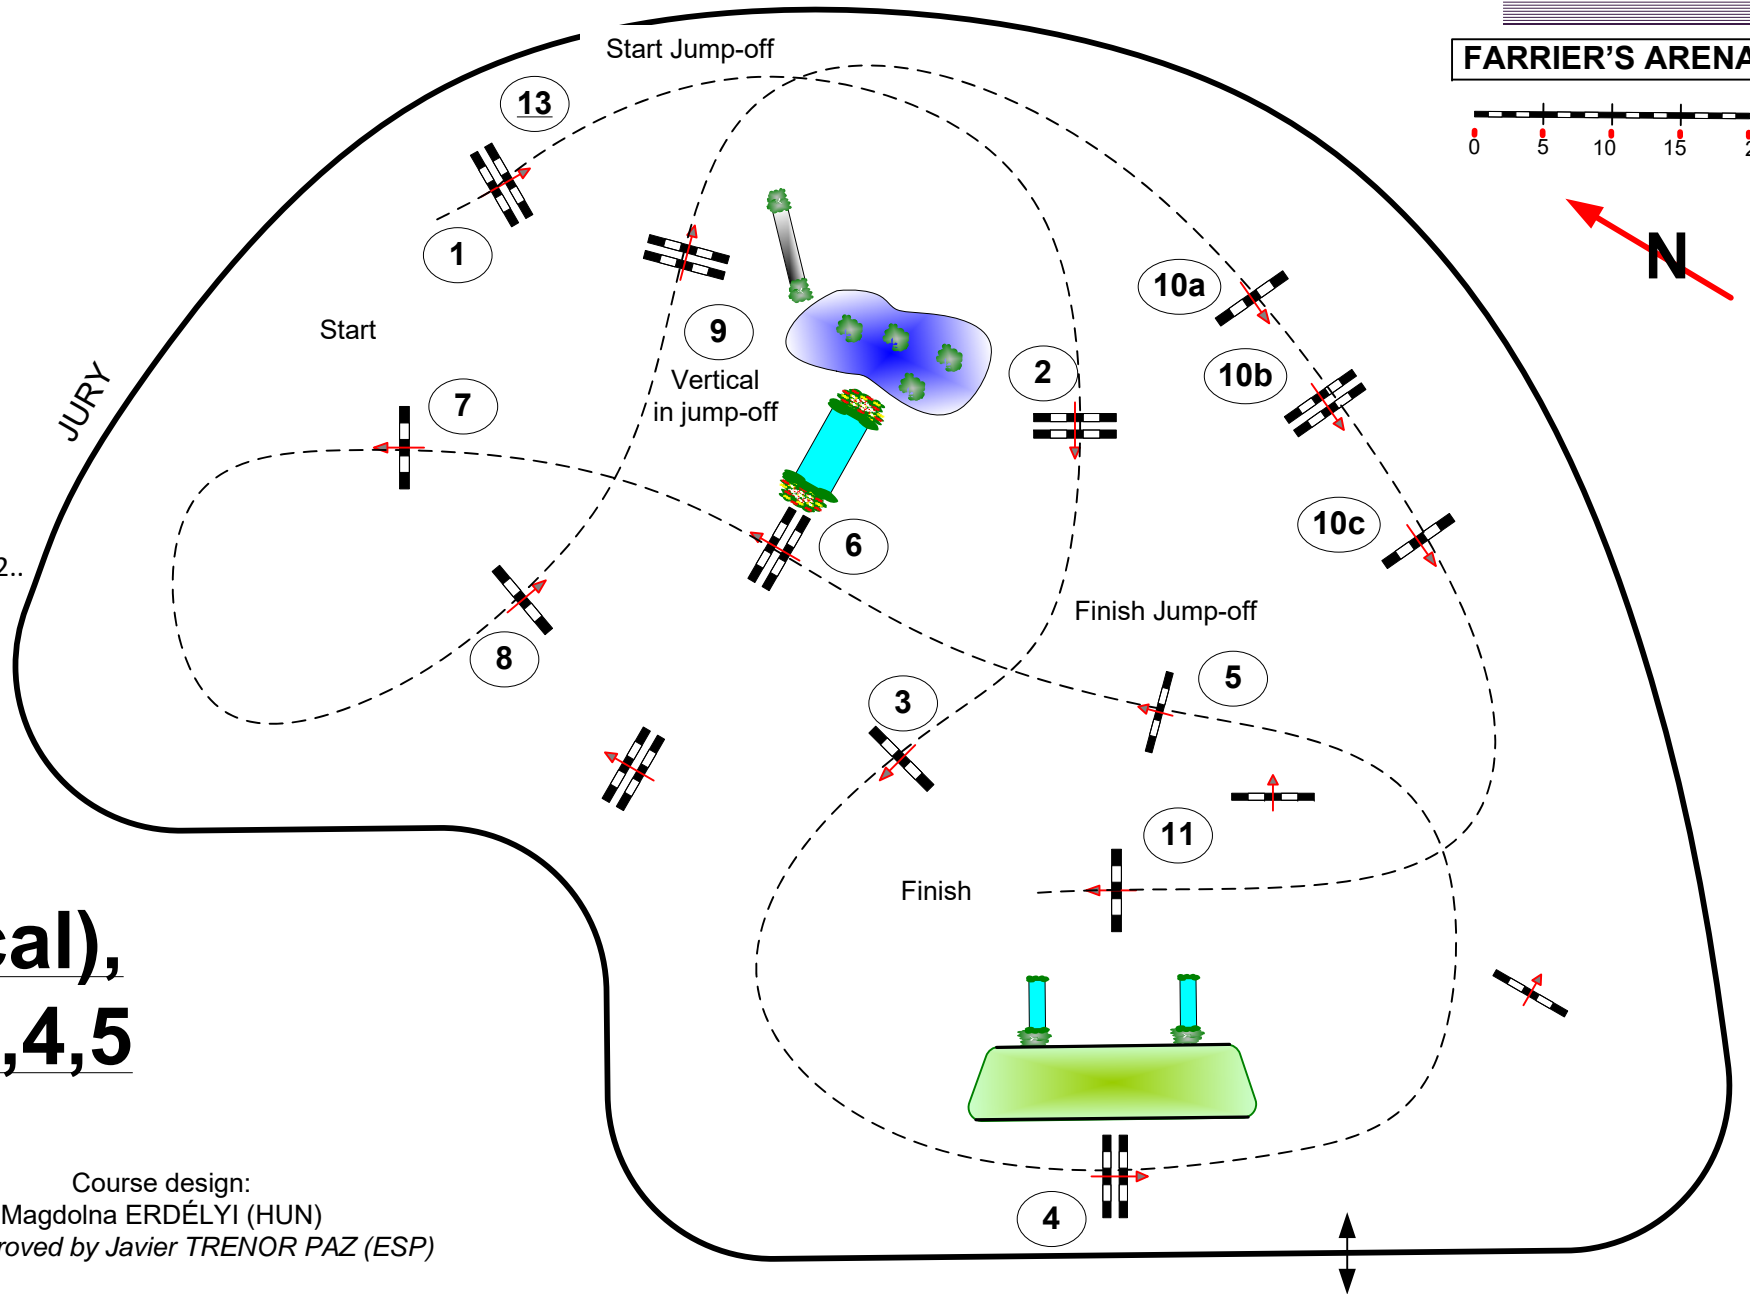 Start Jump-off
FARRIER'S ARENA
13
0 5 10 15
N
1
Start
JURY
7
9
Vertical
in jump-off
2
10a
10b
10c
6
8
3
Finish Jump-off
5
11
Finish
2..
cal),
,4,5
4
Course design:
Magdolna ERDÉLYI (HUN)
roved by Javier TRENOR PAZ (ESP)